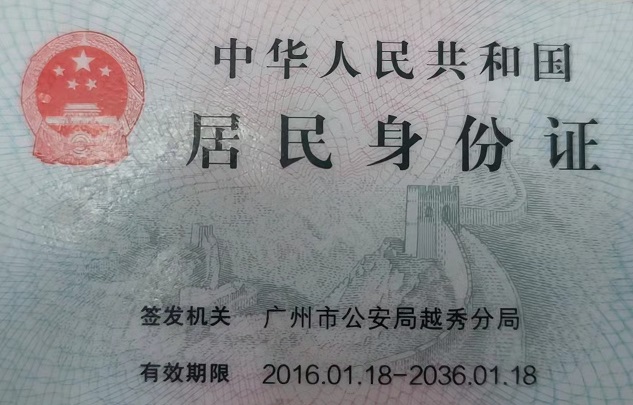 中华人民共和国
居民身份证
签发机关 广州市公安局越秀分局
有效期限 2016.01.18-2036.01.18